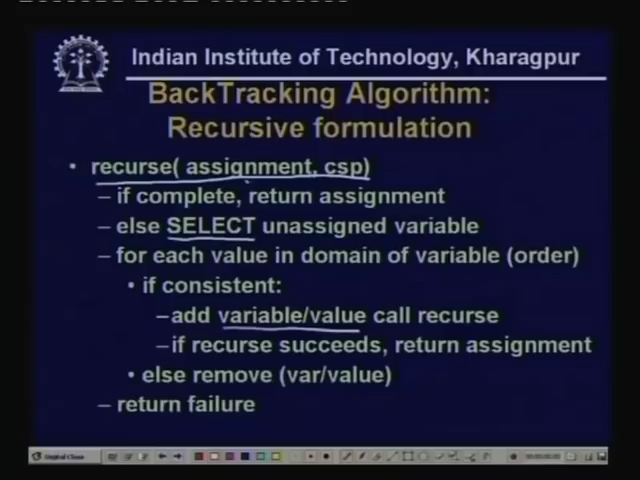 Indian Institute of Technology, Kharagpur
BackTracking Algorithm:
Recursive formulation
• recurse( assignment, csp)
– if complete, return assignment
– else SELECT unassigned variable
– for each value in domain of variable (order)
• if consistent:
– add variable/value call recurse
– if recurse succeeds, return assignment
• else remove (var/value)
– return failure